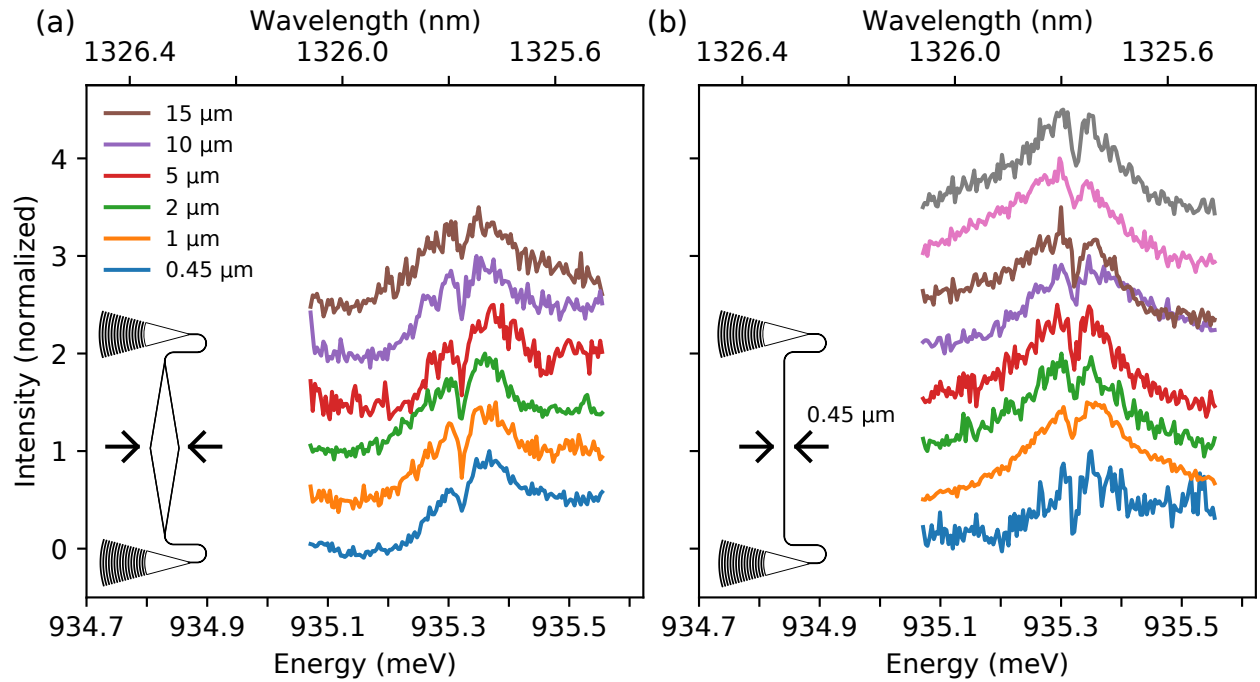 (a)
Wavelength (nm)
1326.4 1326.0 1325.6
15 µm
10 µm
5 µm
2 µm
1 µm
0.45 µm
Intensity (normalized)
4
3
2
1
0
934.7 934.9 935.1 935.3 935.5
Energy (meV)
(b)
Wavelength (nm)
1326.4 1326.0 1325.6
0.45 µm
934.7 934.9 935.1 935.3 935.5
Energy (meV)